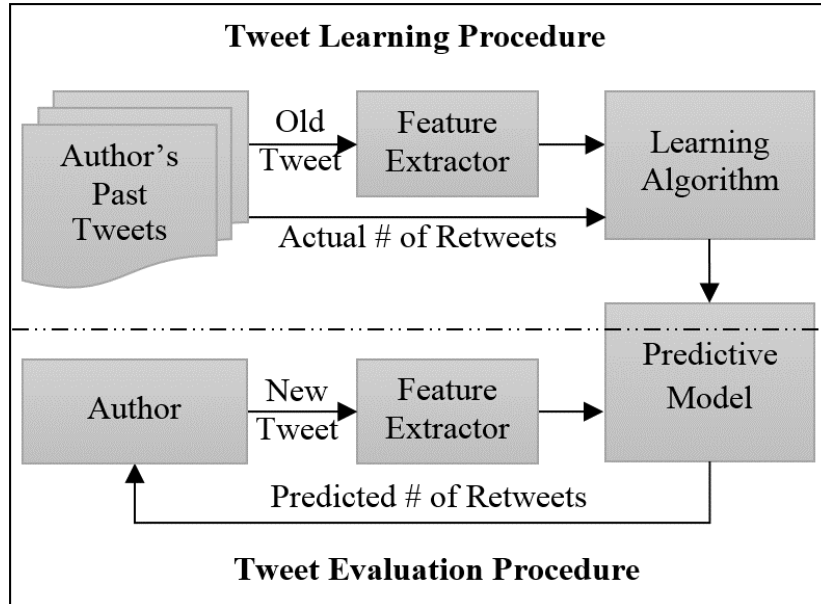 Tweet Learning Procedure
Author's
Past
Tweets
Old
Tweet
Feature
Extractor
Learning
Algorithm
Actual # of Retweets
Predictive
Model
Author
New
Tweet
Feature
Extractor
Predicted # of Retweets
Tweet Evaluation Procedure